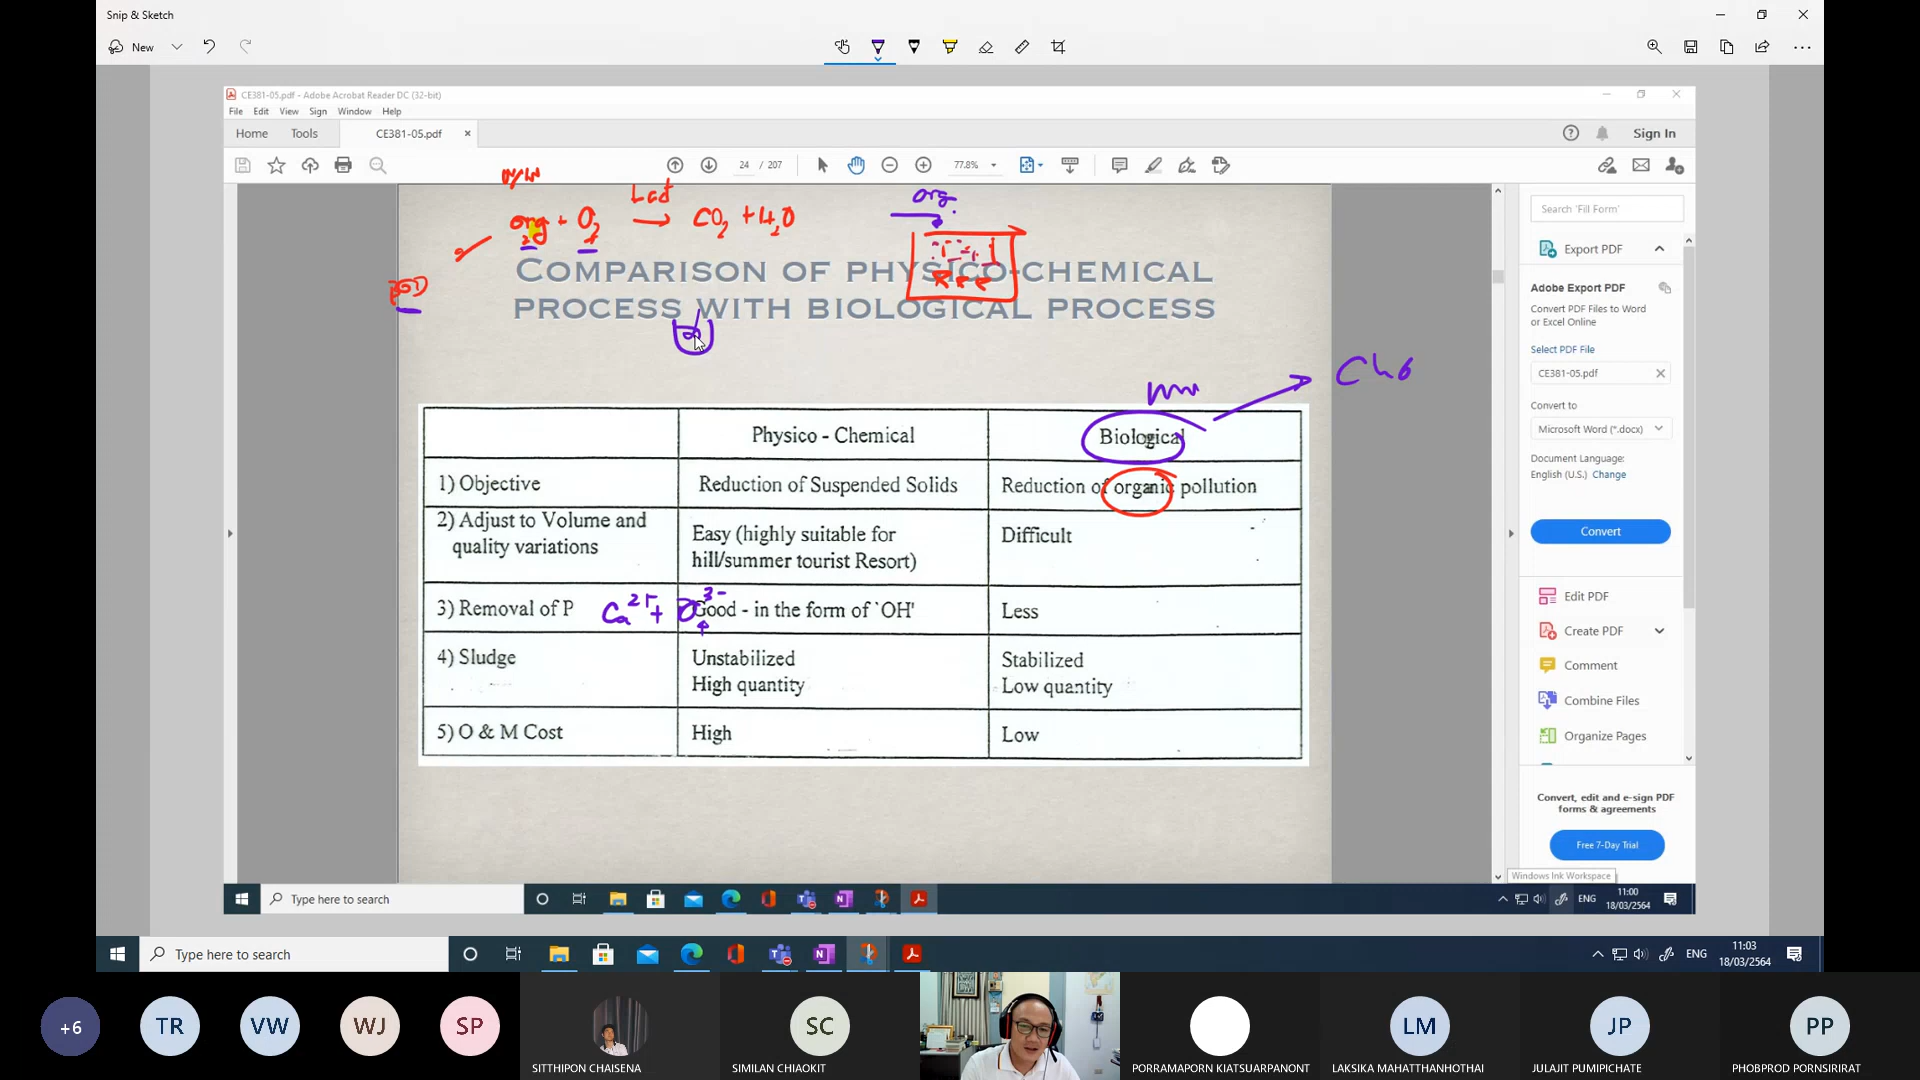 Snip & Sketch
New
CE381-05.pdf - Adobe Acrobat Reader DC (32-bit)
File Edit View Sign Window Help
Home Tools CE381-05.pdf × Sign In
24 / 207 77.8%
org + O2 → CO2 + H2O
org.
BOD
COMPARISON OF PHYSICO-CHEMICAL
PROCESS WITH BIOLOGICAL PROCESS
Ch6
Physico - Chemical Biological
1) Objective Reduction of Suspended Solids Reduction of organic pollution
2) Adjust to Volume and quality variations Easy (highly suitable for hill/summer tourist Resort) Difficult
3) Removal of P Good - in the form of `OH' Less
Ca2+ +
4) Sludge Unstabilized High quantity Stabilized Low quantity
5) O & M Cost High Low
Search 'Fill Form'
Export PDF
Adobe Export PDF
Convert PDF Files to Word
or Excel Online
Select PDF File
CE381-05.pdf
Convert to
Microsoft Word (*.docx)
Document Language:
English (U.S.) Change
Convert
Edit PDF
Create PDF
Comment
Combine Files
Organize Pages
Convert, edit and e-sign PDF
forms & agreements
Free 7-Day Trial
Windows Ink Workspace
Type here to search ENG 11:00
18/03/2564
Type here to search ENG 11:03
18/03/2564
+6 TR VW WJ SP SC LM JP PP
SITTHIPON CHAISENA SIMILAN CHIAOKIT PORRAMAPORN KIATSUARPANONT LAKSIKA MAHATTHANHOTHAI JULAJIT PUMIPICHATE PHOBPROD PORNSIRIRAT